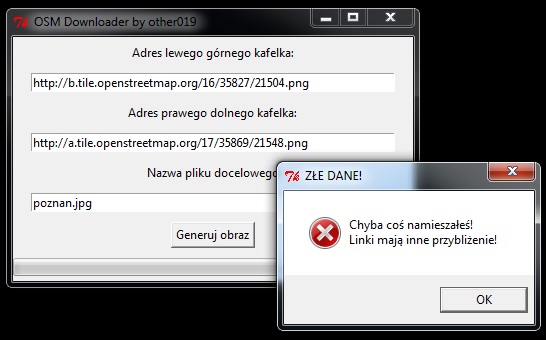 OSM Downloader by other019
Adres lewego górnego kafelka:
http://b.tile.openstreetmap.org/16/35827/21504.png
Adres prawego dolnego kafelka:
http://a.tile.openstreetmap.org/17/35869/21548.png
Nazwa pliku docelowego
poznan.jpg
Generuj obraz
ZŁE DANE!
Chyba coś namieszałeś!
Linki mają inne przybliżenie!
OK